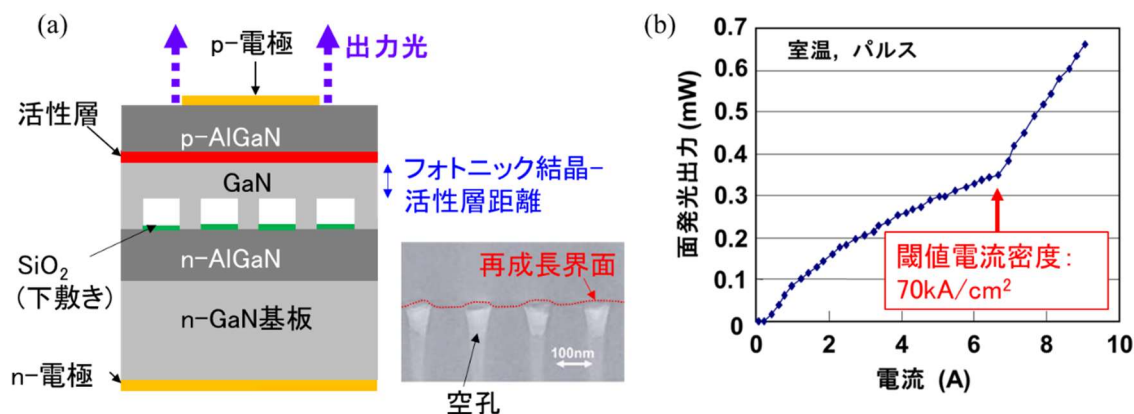 (a)
p-電極
出力光
活性層
p-AlGaN
GaN
フォトニック結晶-
活性層距離
SiO2
(下敷き)
n-AlGaN
n-GaN基板
n-電極
再成長界面
100nm
空孔
(b)
室温, パルス
面発光出力 (mW)
0.7
0.6
0.5
0.4
0.3
0.2
0.1
0
閾値電流密度:
70kA/cm2
0 2 4 6 8 10
電流 (A)